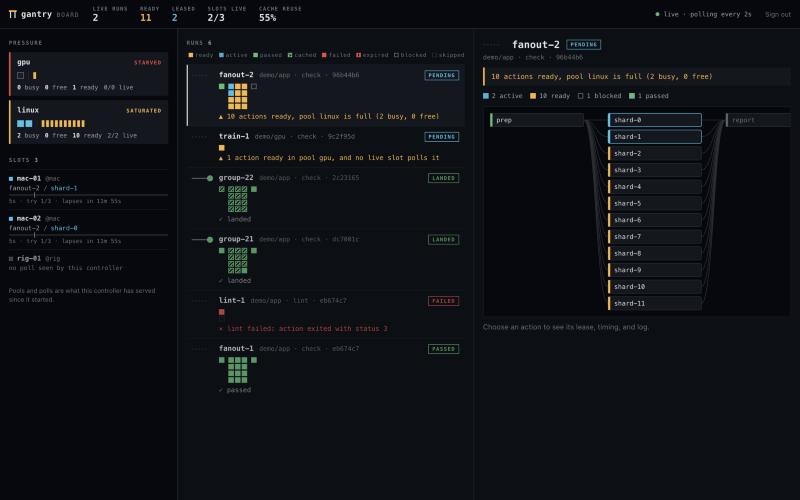 gantry BOARD
LIVE RUNS 2
READY 11
LEASED 2
SLOTS LIVE 2/3
CACHE REUSE 55%
live · polling every 2s
Sign out
PRESSURE
gpu STARVED
0 busy 0 free 1 ready 0/0 live
linux SATURATED
2 busy 0 free 10 ready 2/2 live
SLOTS 3
mac-01 @mac
fanout-2 / shard-1
5s · try 1/3 · lapses in 11m 55s
mac-02 @mac
fanout-2 / shard-0
5s · try 1/3 · lapses in 11m 55s
rig-01 @rig
no poll seen by this controller
Pools and polls are what this controller has served
since it started.
RUNS 6
ready active passed cached failed expired blocked skipped
fanout-2 demo/app · check · 96b44b6 PENDING
▲ 10 actions ready, pool linux is full (2 busy, 0 free)
train-1 demo/gpu · check · 9c2f95d PENDING
▲ 1 action ready in pool gpu, and no live slot polls it
group-22 demo/app · check · 2c23165 LANDED
✓ landed
group-21 demo/app · check · dc7001c LANDED
✓ landed
lint-1 demo/app · lint · eb674c7 FAILED
✕ lint failed: action exited with status 3
fanout-1 demo/app · check · eb674c7 PASSED
✓ passed
fanout-2 PENDING
demo/app · check · 96b44b6
10 actions ready, pool linux is full (2 busy, 0 free)
2 active 10 ready 1 blocked 1 passed
prep
shard-0
shard-1
shard-2
shard-3
shard-4
shard-5
shard-6
shard-7
shard-8
shard-9
shard-10
shard-11
report
Choose an action to see its lease, timing, and log.